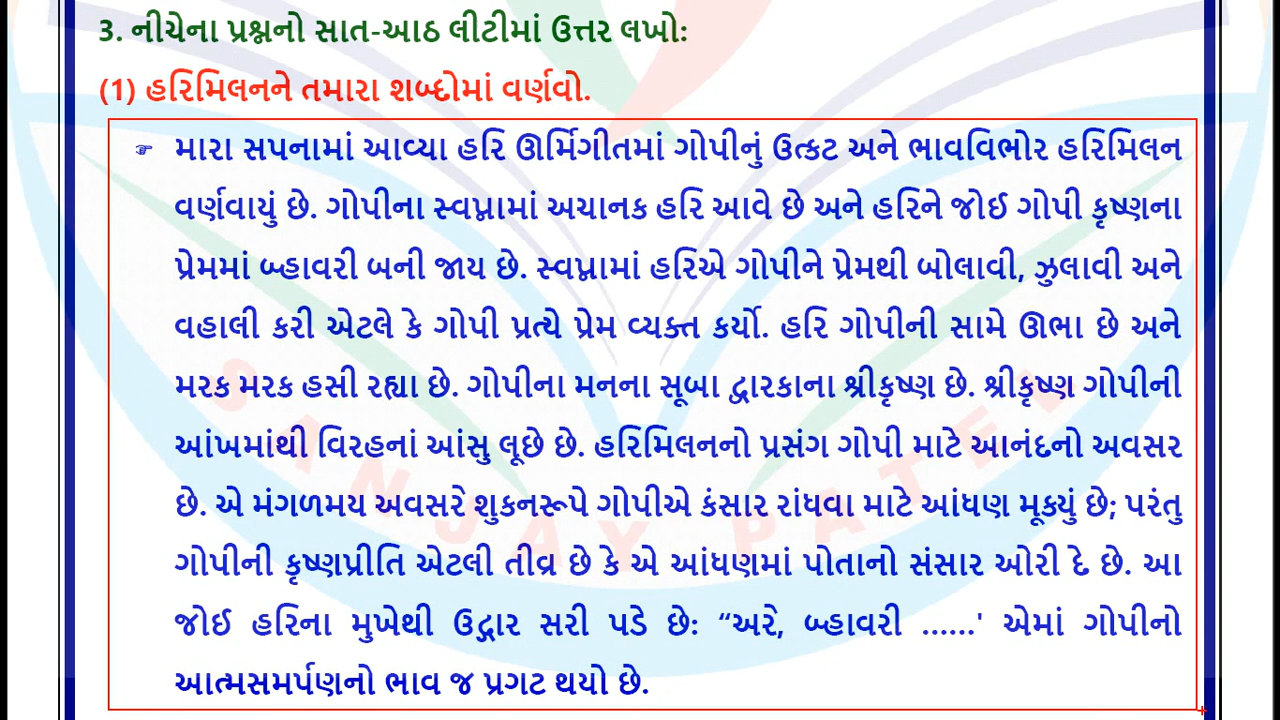 3. નીચેના પ્રશ્નનો સાત-આઠ લીટીમાં ઉત્તર લખો:
(1) હરિમિલનને તમારા શબ્દોમાં વર્ણવો.
☞ મારા સપનામાં આવ્યા હરિ ઊર્મિગીતમાં ગોપીનું ઉત્કટ અને ભાવવિભોર હરિમિલન
વર્ણવાયું છે. ગોપીના સ્વપ્નામાં અચાનક હરિ આવે છે અને હરિને જોઈ ગોપી કૃષ્ણના
પ્રેમમાં બ્હાવરી બની જાય છે. સ્વપ્નામાં હરિએ ગોપીને પ્રેમથી બોલાવી, ઝુલાવી અને
વહાલી કરી એટલે કે ગોપી પ્રત્યે પ્રેમ વ્યક્ત કર્યો. હરિ ગોપીની સામે ઊભા છે અને
મરક મરક હસી રહ્યા છે. ગોપીના મનના સૂબા દ્વારકાના શ્રીકૃષ્ણ છે. શ્રીકૃષ્ણ ગોપીની
આંખમાંથી વિરહનાં આંસુ લૂછે છે. હરિમિલનનો પ્રસંગ ગોપી માટે આનંદનો અવસર
છે. એ મંગળમય અવસરે શુકનરૂપે ગોપીએ કંસાર રાંધવા માટે આંધણ મૂક્યું છે; પરંતુ
ગોપીની કૃષ્ણપ્રીતિ એટલી તીવ્ર છે કે એ આંધણમાં પોતાનો સંસાર ઓરી દે છે. આ
જોઈ હરિના મુખેથી ઉદ્ગાર સરી પડે છેઃ “અરે, બ્હાવરી ......' એમાં ગોપીનો
આત્મસમર્પણનો ભાવ જ પ્રગટ થયો છે.
SANJAY PATEL